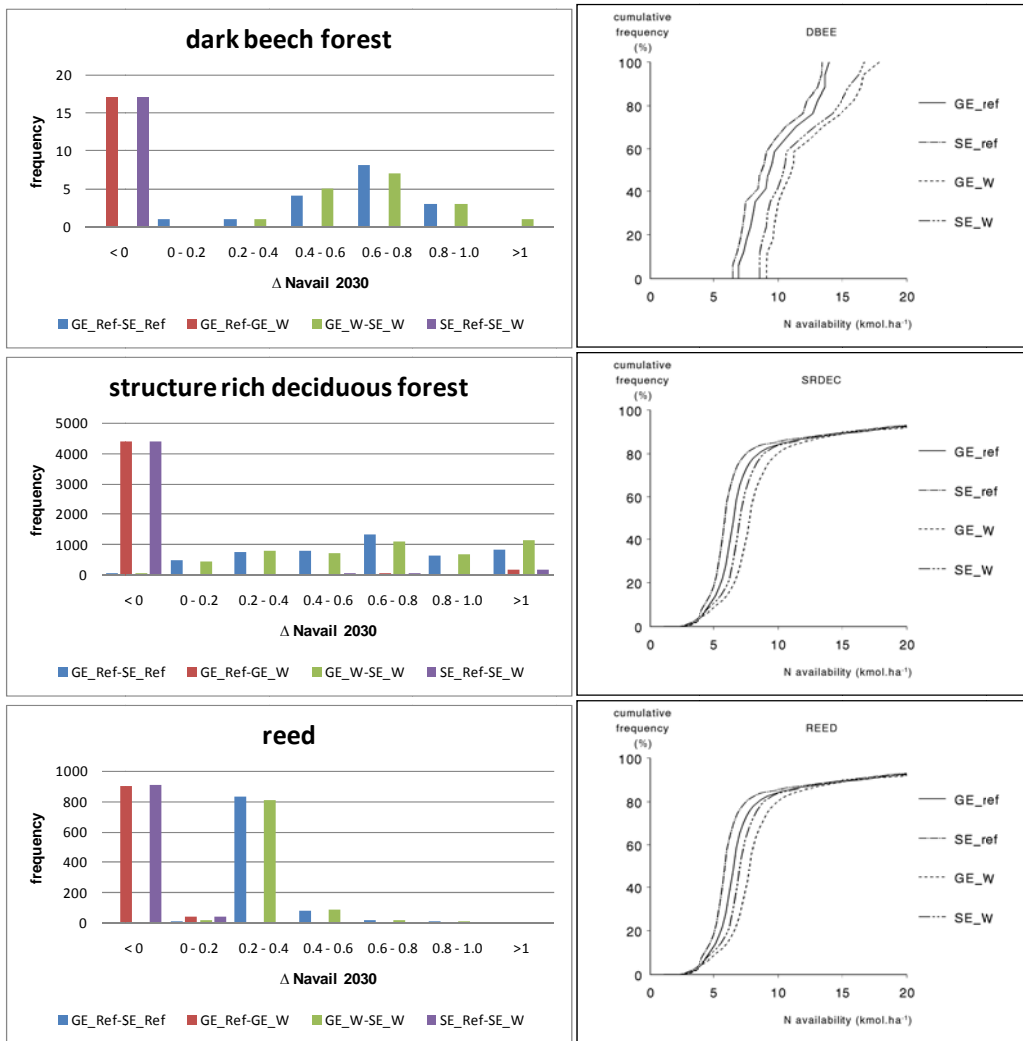 dark beech forest
20
15
10
5
0
frequency
< 0 0 - 0.2 0.2 - 0.4 0.4 - 0.6 0.6 - 0.8 0.8 - 1.0 >1
Δ Navail 2030
GE_Ref-SE_Ref GE_Ref-GE_W GE_W-SE_W SE_Ref-SE_W
cumulative
frequency
(%)
DBEE
100
80
60
40
20
0
0 5 10 15 20
N availability (kmol.ha⁻¹)
GE_ref
SE_ref
GE_W
SE_W
structure rich deciduous forest
5000
4000
3000
2000
1000
0
frequency
< 0 0 - 0.2 0.2 - 0.4 0.4 - 0.6 0.6 - 0.8 0.8 - 1.0 >1
Δ Navail 2030
GE_Ref-SE_Ref GE_Ref-GE_W GE_W-SE_W SE_Ref-SE_W
cumulative
frequency
(%)
SRDEC
100
80
60
40
20
0
0 5 10 15 20
N availability (kmol.ha⁻¹)
GE_ref
SE_ref
GE_W
SE_W
reed
1000
800
600
400
200
0
frequency
< 0 0 - 0.2 0.2 - 0.4 0.4 - 0.6 0.6 - 0.8 0.8 - 1.0 >1
Δ Navail 2030
GE_Ref-SE_Ref GE_Ref-GE_W GE_W-SE_W SE_Ref-SE_W
cumulative
frequency
(%)
REED
100
80
60
40
20
0
0 5 10 15 20
N availability (kmol.ha⁻¹)
GE_ref
SE_ref
GE_W
SE_W